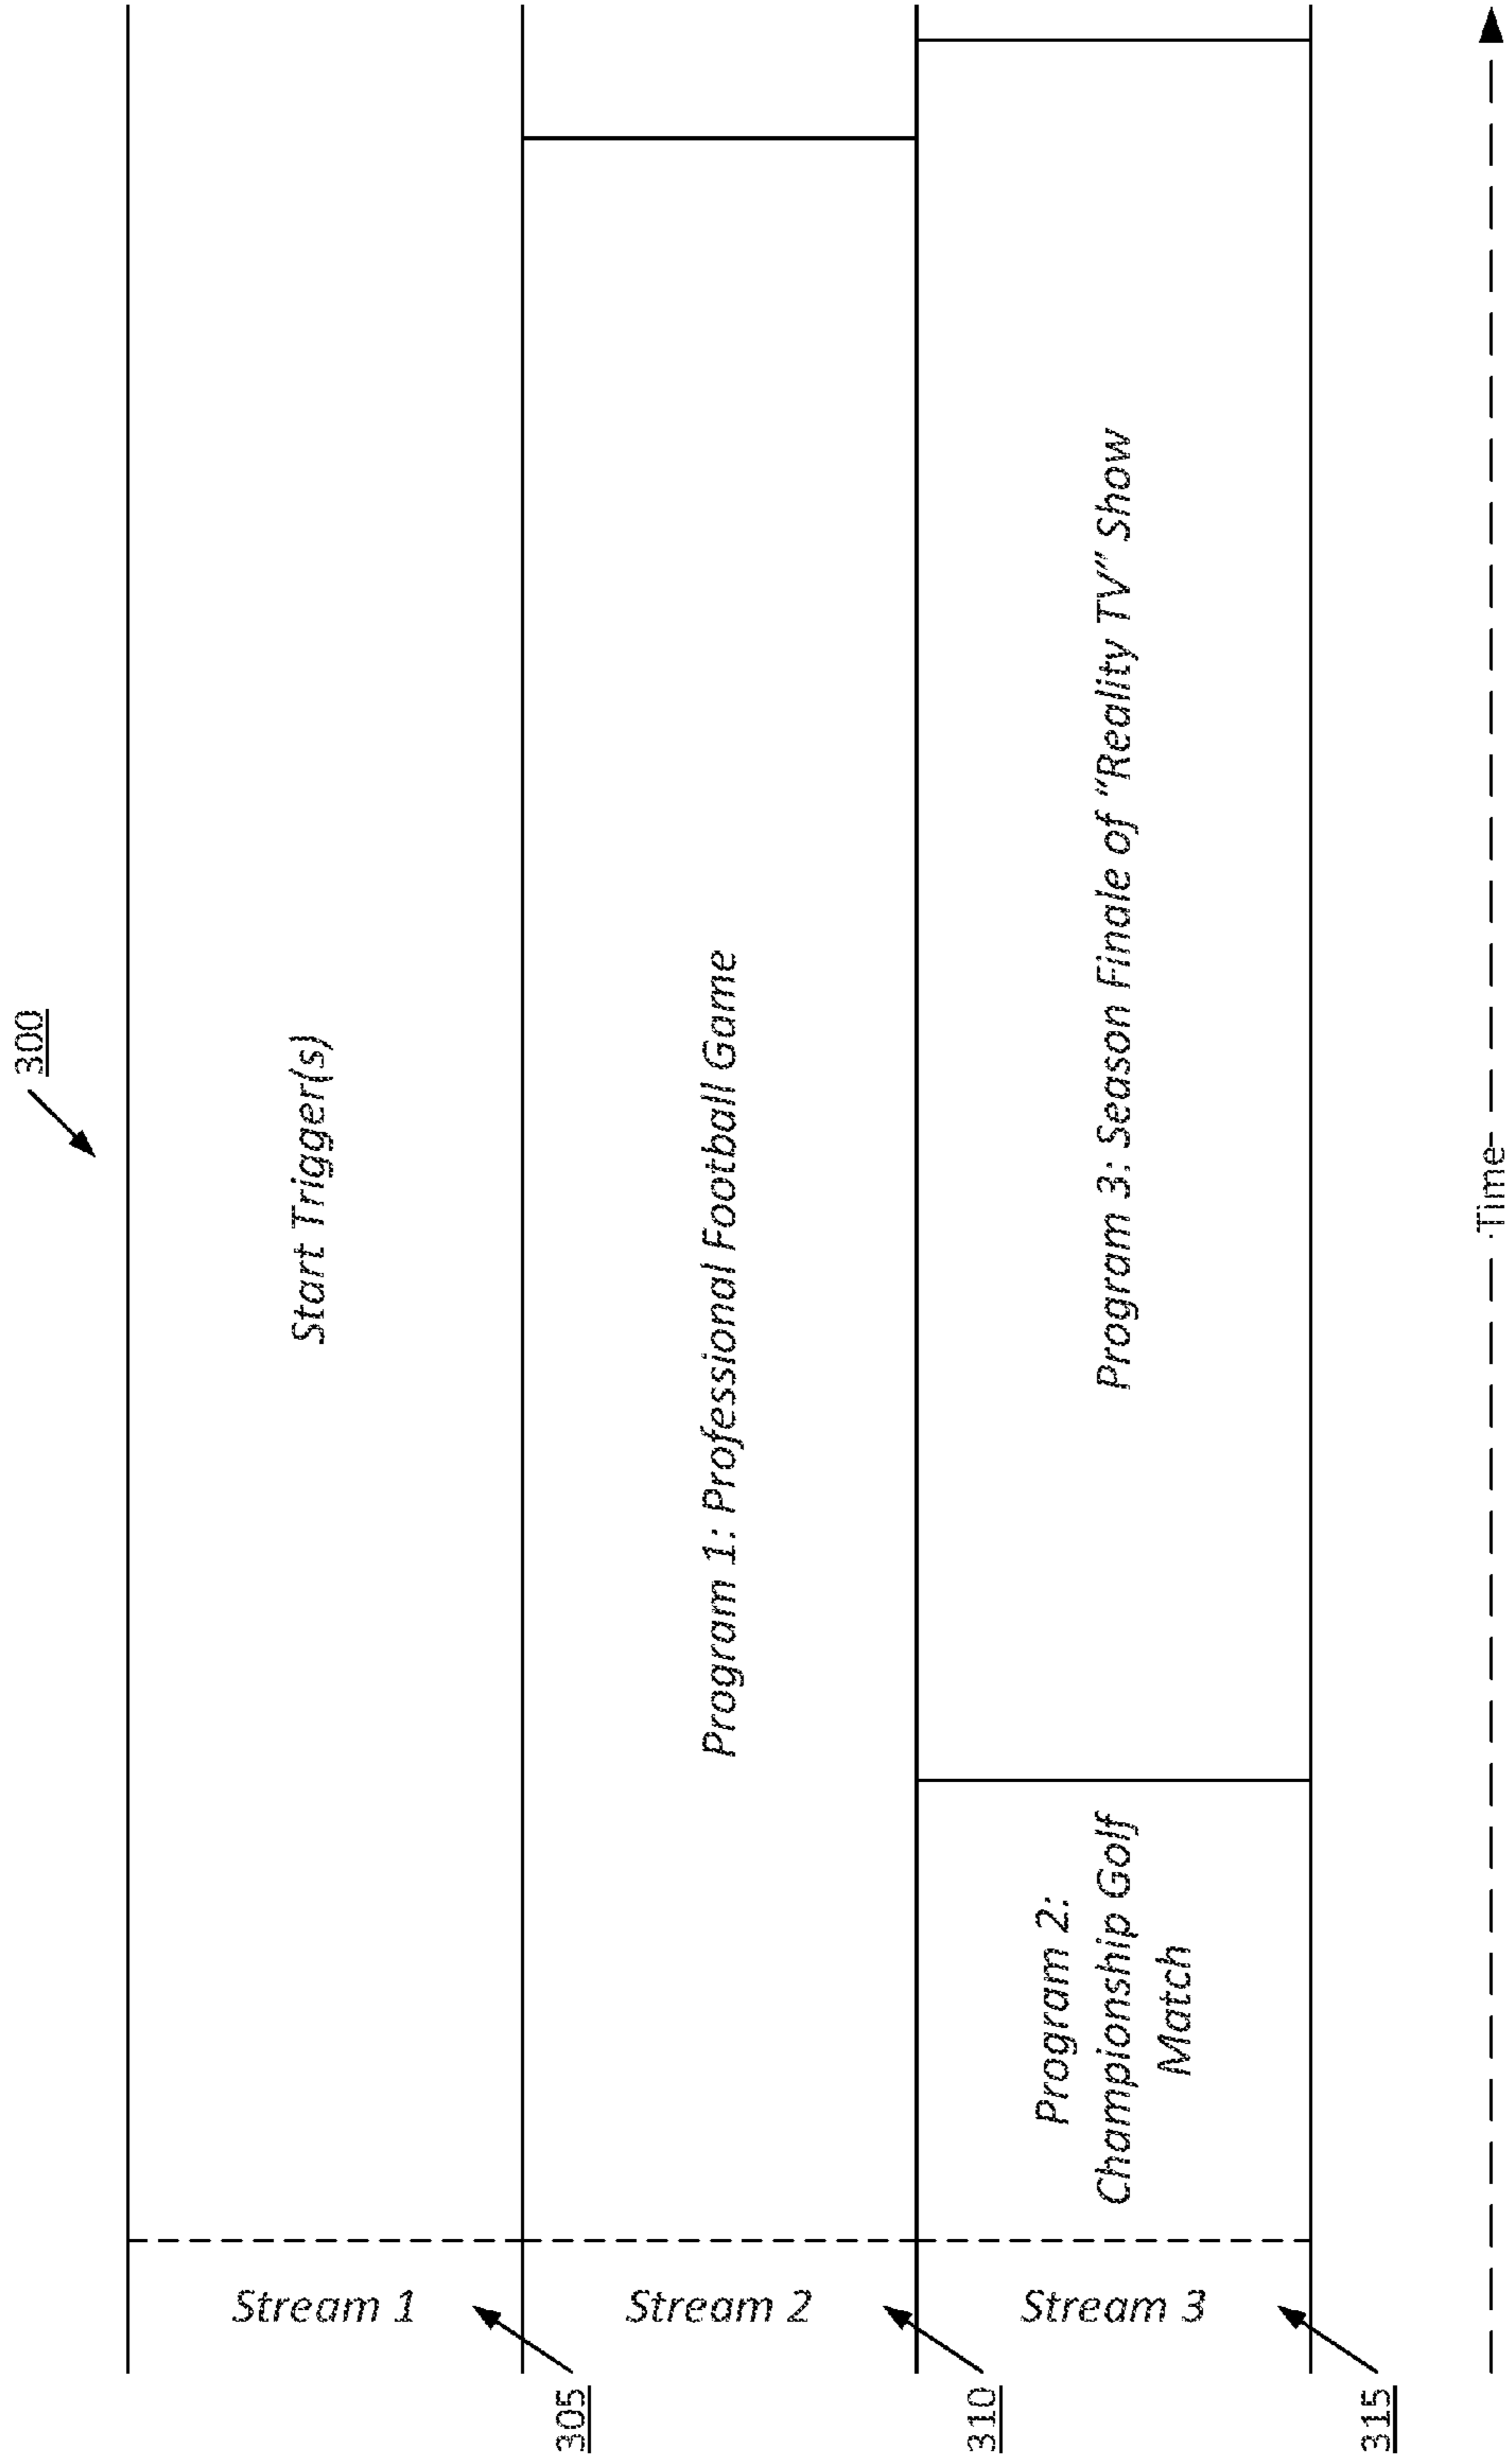 300
Stream 1
Start Trigger(s)
305
Stream 2
Program 1: Professional Football Game
310
Stream 3
Program 2:
Championship Golf
Match
Program 3: Season Finale of "Reality TV" Show
315
Time